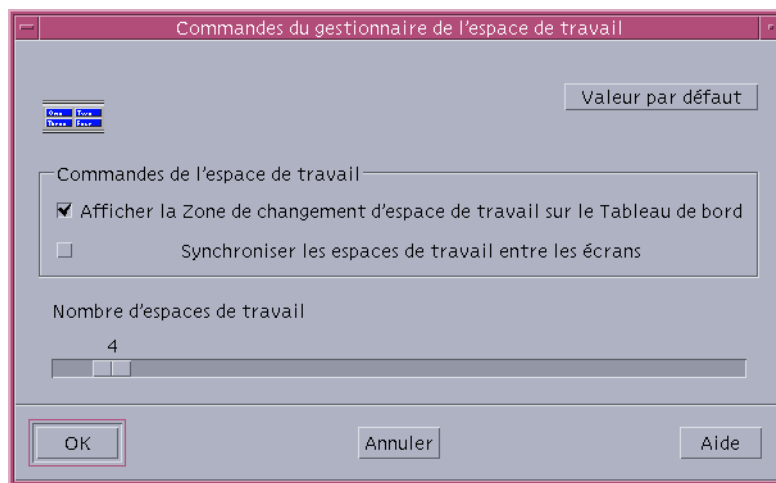 Commandes du gestionnaire de l'espace de travail
Valeur par défaut
One Two
Three Four
Commandes de l'espace de travail
Afficher la Zone de changement d'espace de travail sur le Tableau de bord
Synchroniser les espaces de travail entre les écrans
Nombre d'espaces de travail
4
OK Annuler Aide